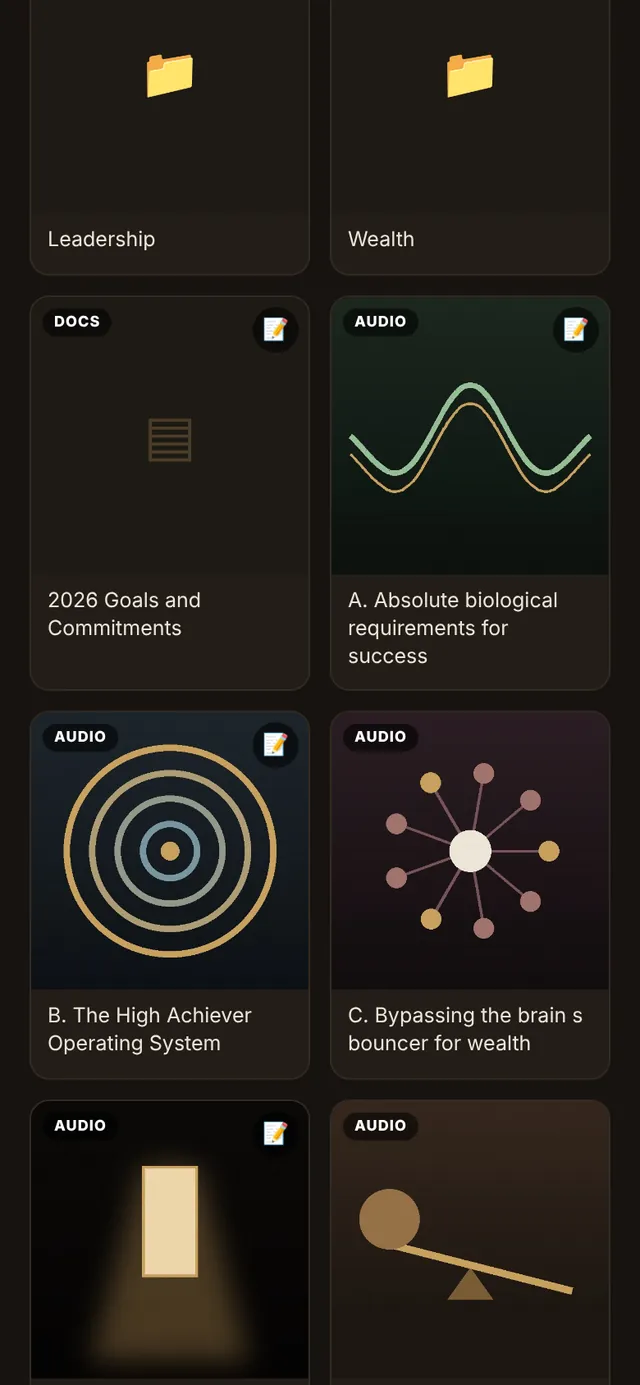 Leadership
Wealth
DOCS
AUDIO
2026 Goals and
Commitments
A. Absolute biological
requirements for
success
AUDIO
AUDIO
B. The High Achiever
Operating System
C. Bypassing the brain s
bouncer for wealth
AUDIO
AUDIO